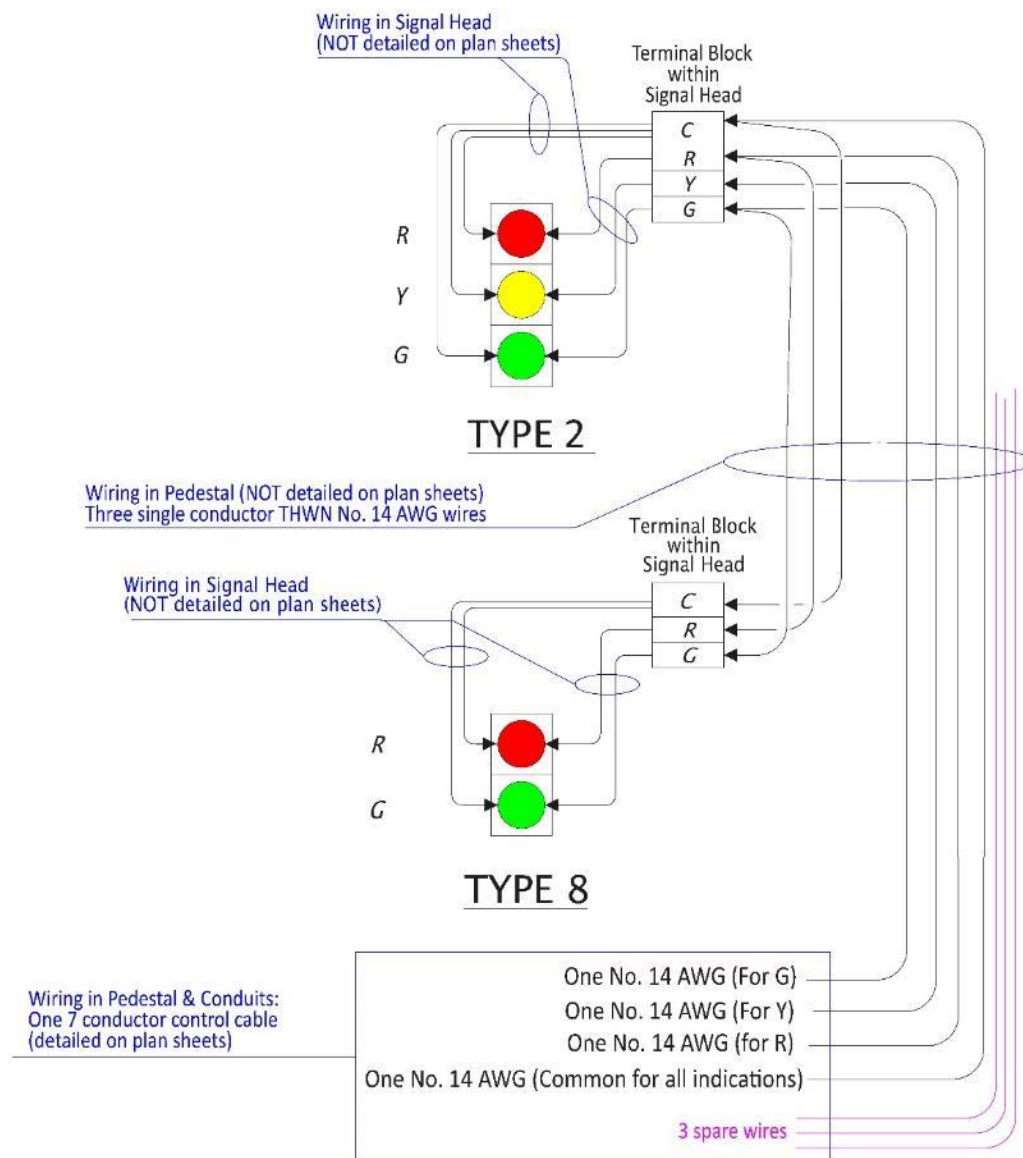 Wiring in Signal Head
(NOT detailed on plan sheets)
Terminal Block
within
Signal Head
C
R
Y
G
R
Y
G
TYPE 2
Wiring in Pedestal (NOT detailed on plan sheets)
Three single conductor THWN No. 14 AWG wires
Terminal Block
within
Signal Head
Wiring in Signal Head
(NOT detailed on plan sheets)
C
R
G
R
G
TYPE 8
Wiring in Pedestal & Conduits:
One 7 conductor control cable
(detailed on plan sheets)
One No. 14 AWG (For G)
One No. 14 AWG (For Y)
One No. 14 AWG (for R)
One No. 14 AWG (Common for all indications)
3 spare wires